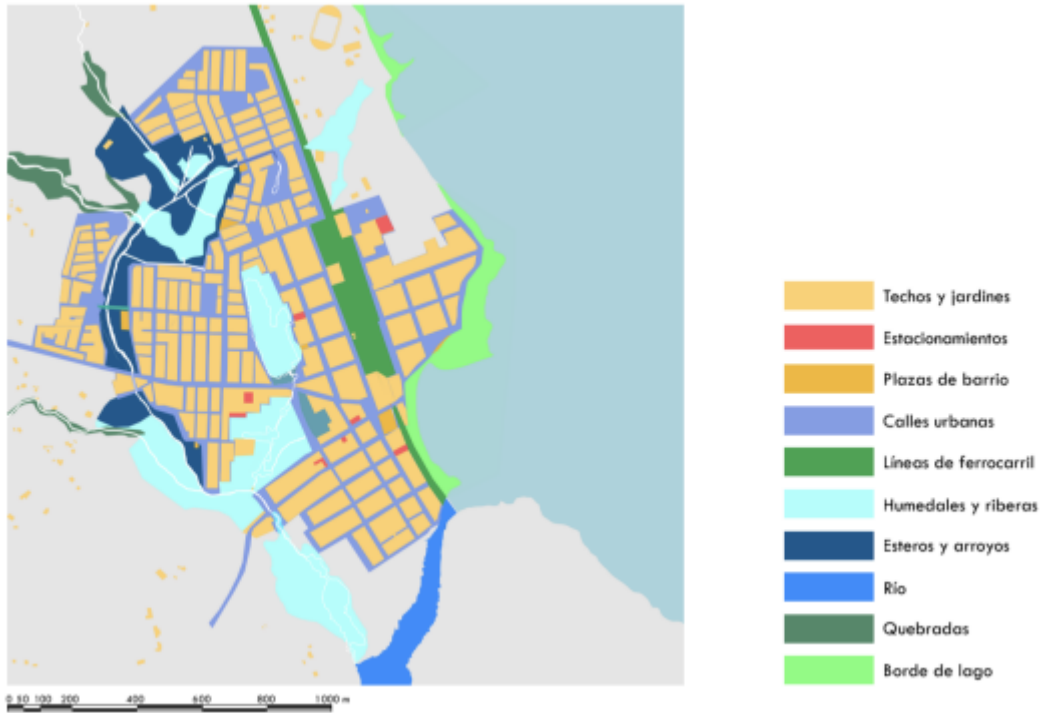 Techos y jardines
Estacionamientos
Plazas de barrio
Calles urbanas
Líneas de ferrocarril
Humedales y riberas
Esteros y arroyos
Río
Quebradas
Borde de lago
0 50 100 200 400 600 800 1000 m